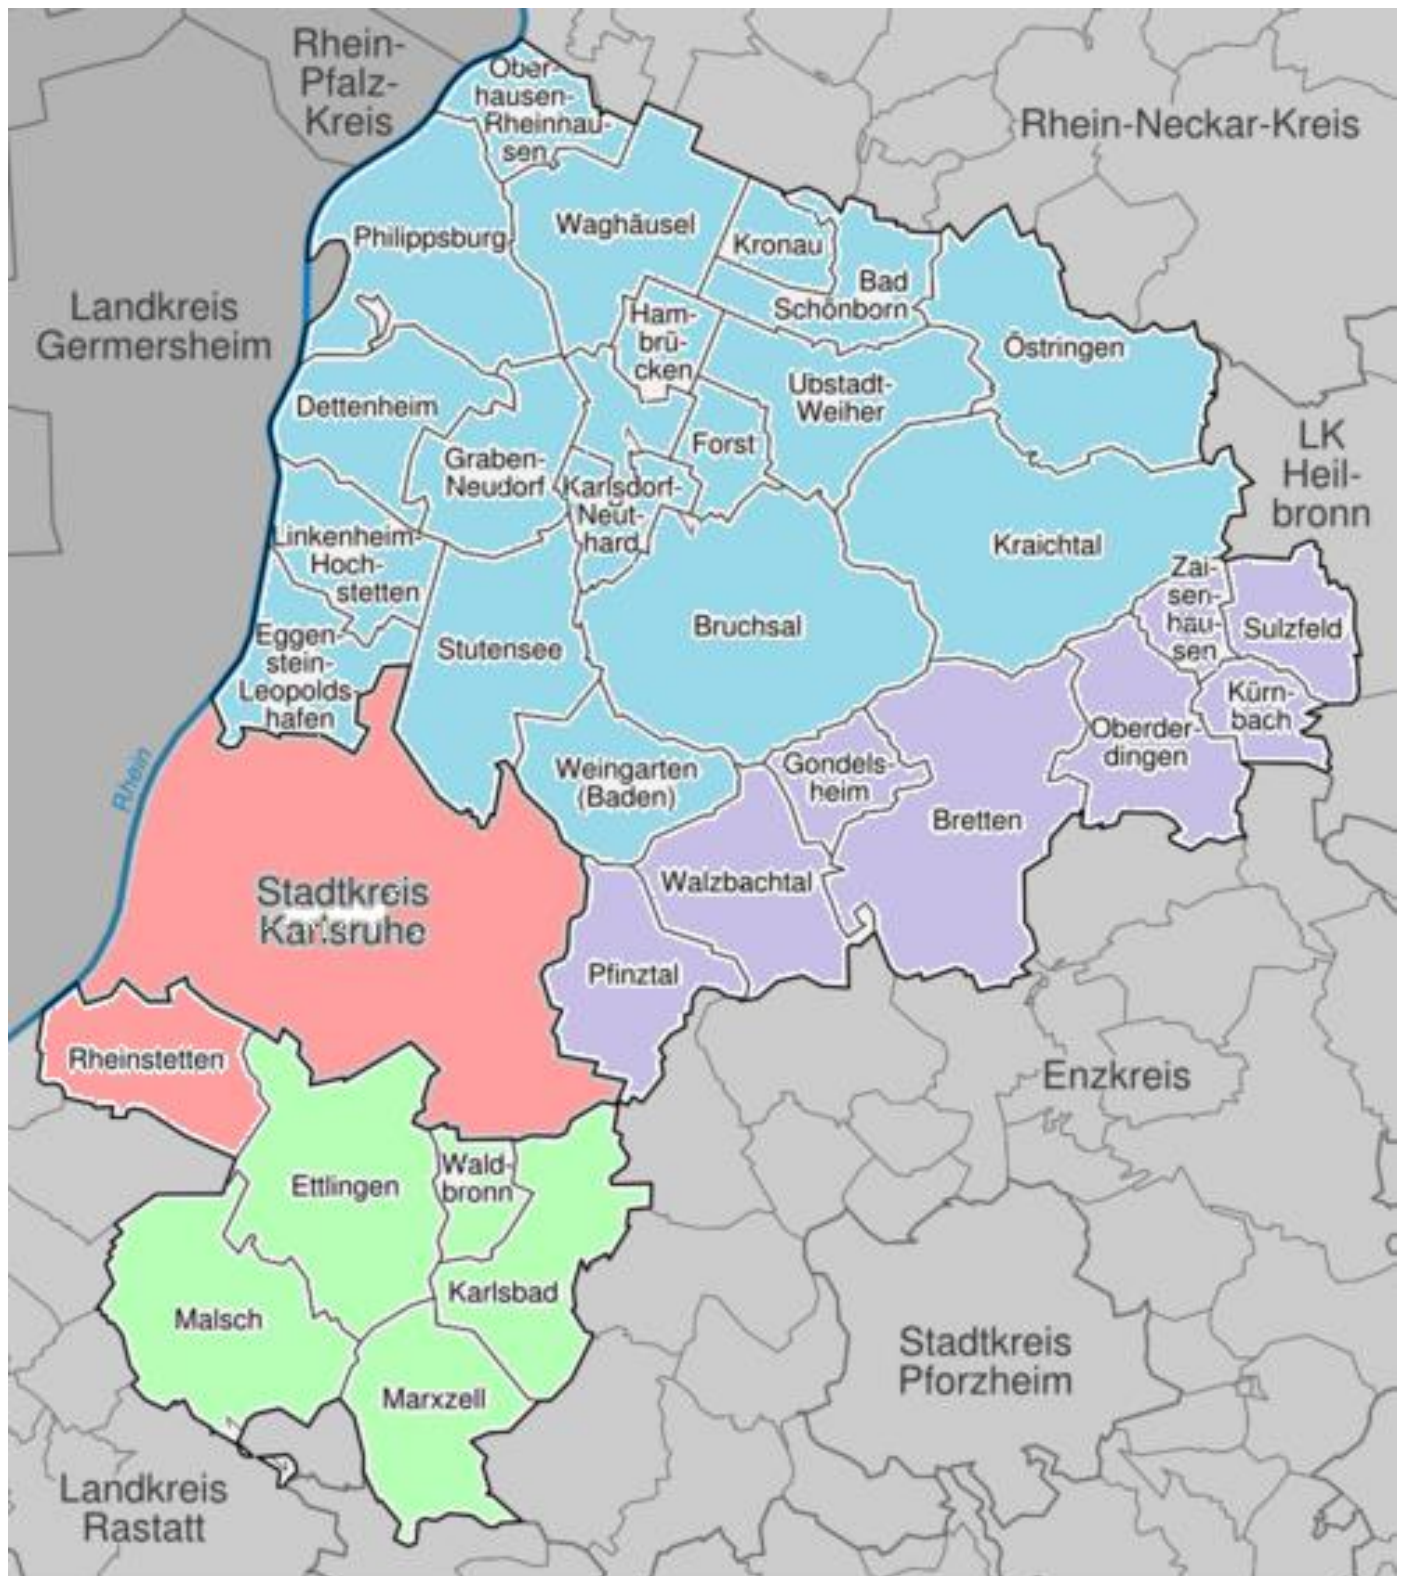 Rhein-
Pfalz-
Kreis
Ober-
hausen-
Rheinhau-
sen
Rhein-Neckar-Kreis
Philippsburg
Waghäusel
Kronau
Bad
Schönborn
Landkreis
Germersheim
Ham-
brü-
cken
Östringen
Dettenheim
Ubstadt-
Weiher
Forst
LK
Heil-
bronn
Graben-
Neudorf
Karlsdorf-
Neut-
hard
Linkenheim-
Hoch-
stetten
Kraichtal
Zai-
sen-
hau-
sen
Sulzfeld
Eggen-
stein-
Leopolds
hafen
Stutensee
Bruchsal
Kürn-
bach
Oberder-
dingen
Rhein
Weingarten
(Baden)
Gondels-
heim
Bretten
Stadtkreis
Karlsruhe
Walzbachtal
Pfinztal
Rheinstetten
Enzkreis
Ettlingen
Wald-
bronn
Karlsbad
Malsch
Marxzell
Stadtkreis
Pforzheim
Landkreis
Rastatt